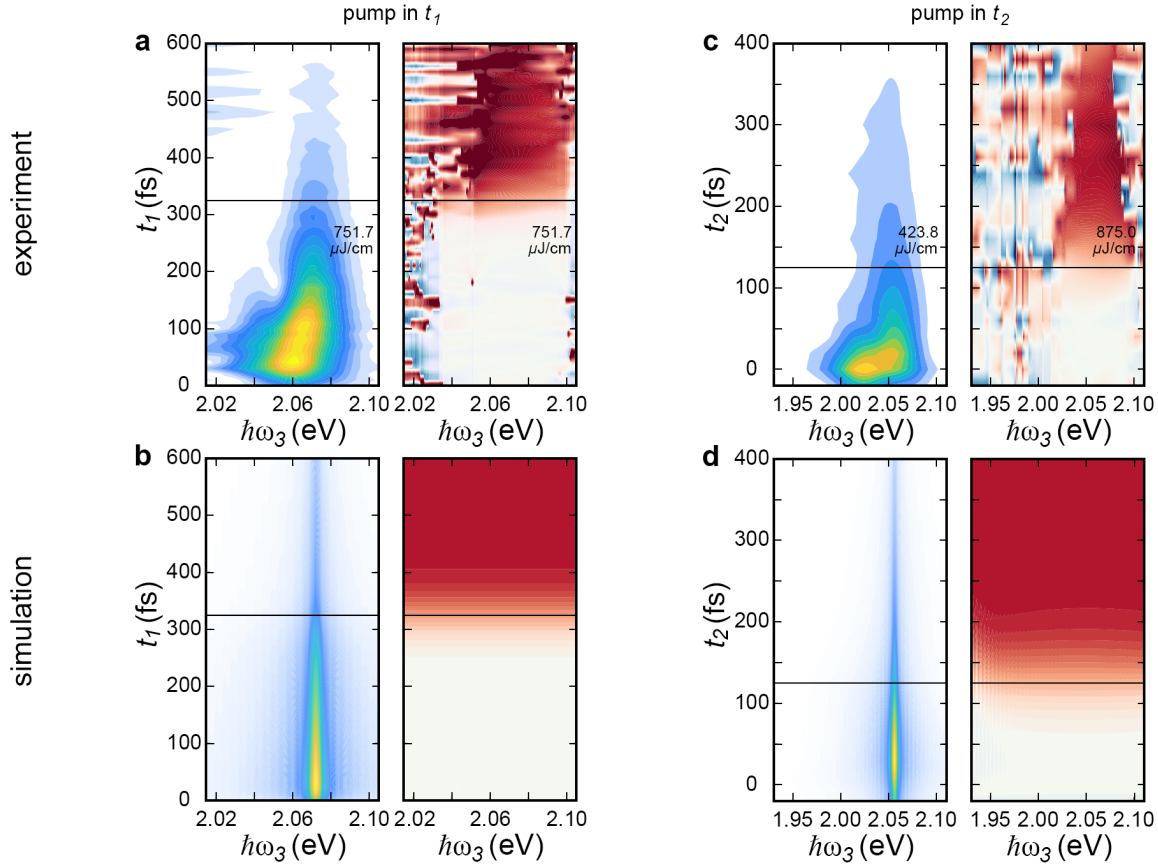 pump in t1
pump in t2
experiment
simulation
a
600
500
400
300
200
100
0
t1 (fs)
751.7
µJ/cm
2.02
2.06
2.10
ħω3 (eV)
751.7
µJ/cm
2.02
2.06
2.10
ħω3 (eV)
c
400
300
200
100
0
t2 (fs)
423.8
µJ/cm
1.95
2.00
2.05
2.10
ħω3 (eV)
875.0
µJ/cm
1.95
2.00
2.05
2.10
ħω3 (eV)
b
600
500
400
300
200
100
0
t1 (fs)
2.02
2.06
2.10
ħω3 (eV)
2.02
2.06
2.10
ħω3 (eV)
d
400
300
200
100
0
t2 (fs)
1.95
2.00
2.05
2.10
ħω3 (eV)
1.95
2.00
2.05
2.10
ħω3 (eV)